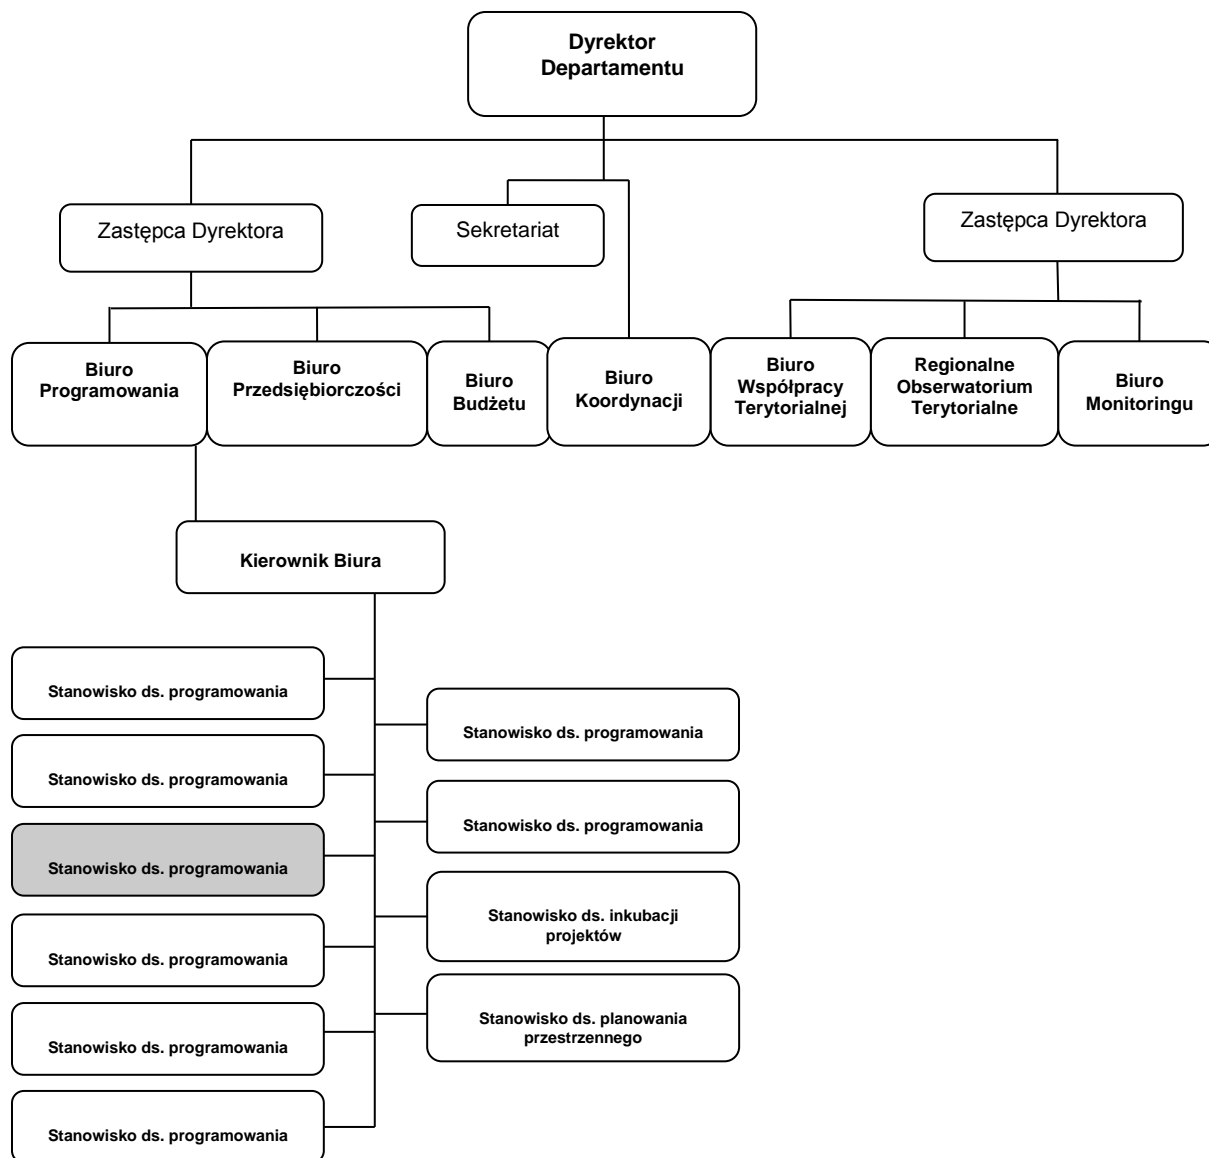 Dyrektor
Departamentu
Zastępca Dyrektora
Sekretariat
Zastępca Dyrektora
Biuro
Programowania
Biuro
Przedsiębiorczości
Biuro
Budżetu
Biuro
Koordynacji
Biuro
Współpracy
Terytorialnej
Regionalne
Obserwatorium
Terytorialne
Biuro
Monitoringu
Kierownik Biura
Stanowisko ds. programowania
Stanowisko ds. programowania
Stanowisko ds. programowania
Stanowisko ds. programowania
Stanowisko ds. programowania
Stanowisko ds. programowania
Stanowisko ds. programowania
Stanowisko ds. programowania
Stanowisko ds. inkubacji
projektów
Stanowisko ds. planowania
przestrzennego